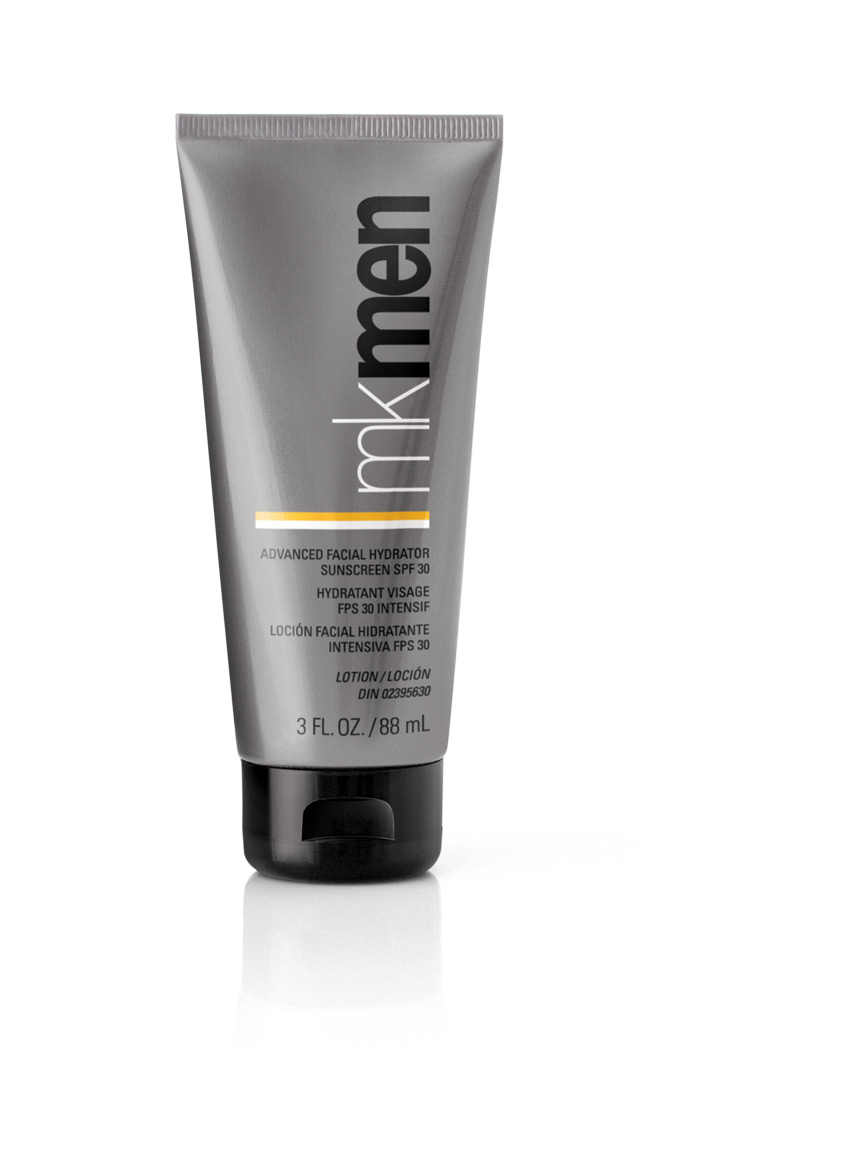 mkmen
ADVANCED FACIAL HYDRATOR
SUNSCREEN SPF 30
HYDRATANT VISAGE
FPS 30 INTENSIF
LOCIÓN FACIAL HIDRATANTE
INTENSIVA FPS 30
LOTION / LOCIÓN
DIN 02395630
3 FL. OZ. / 88 mL